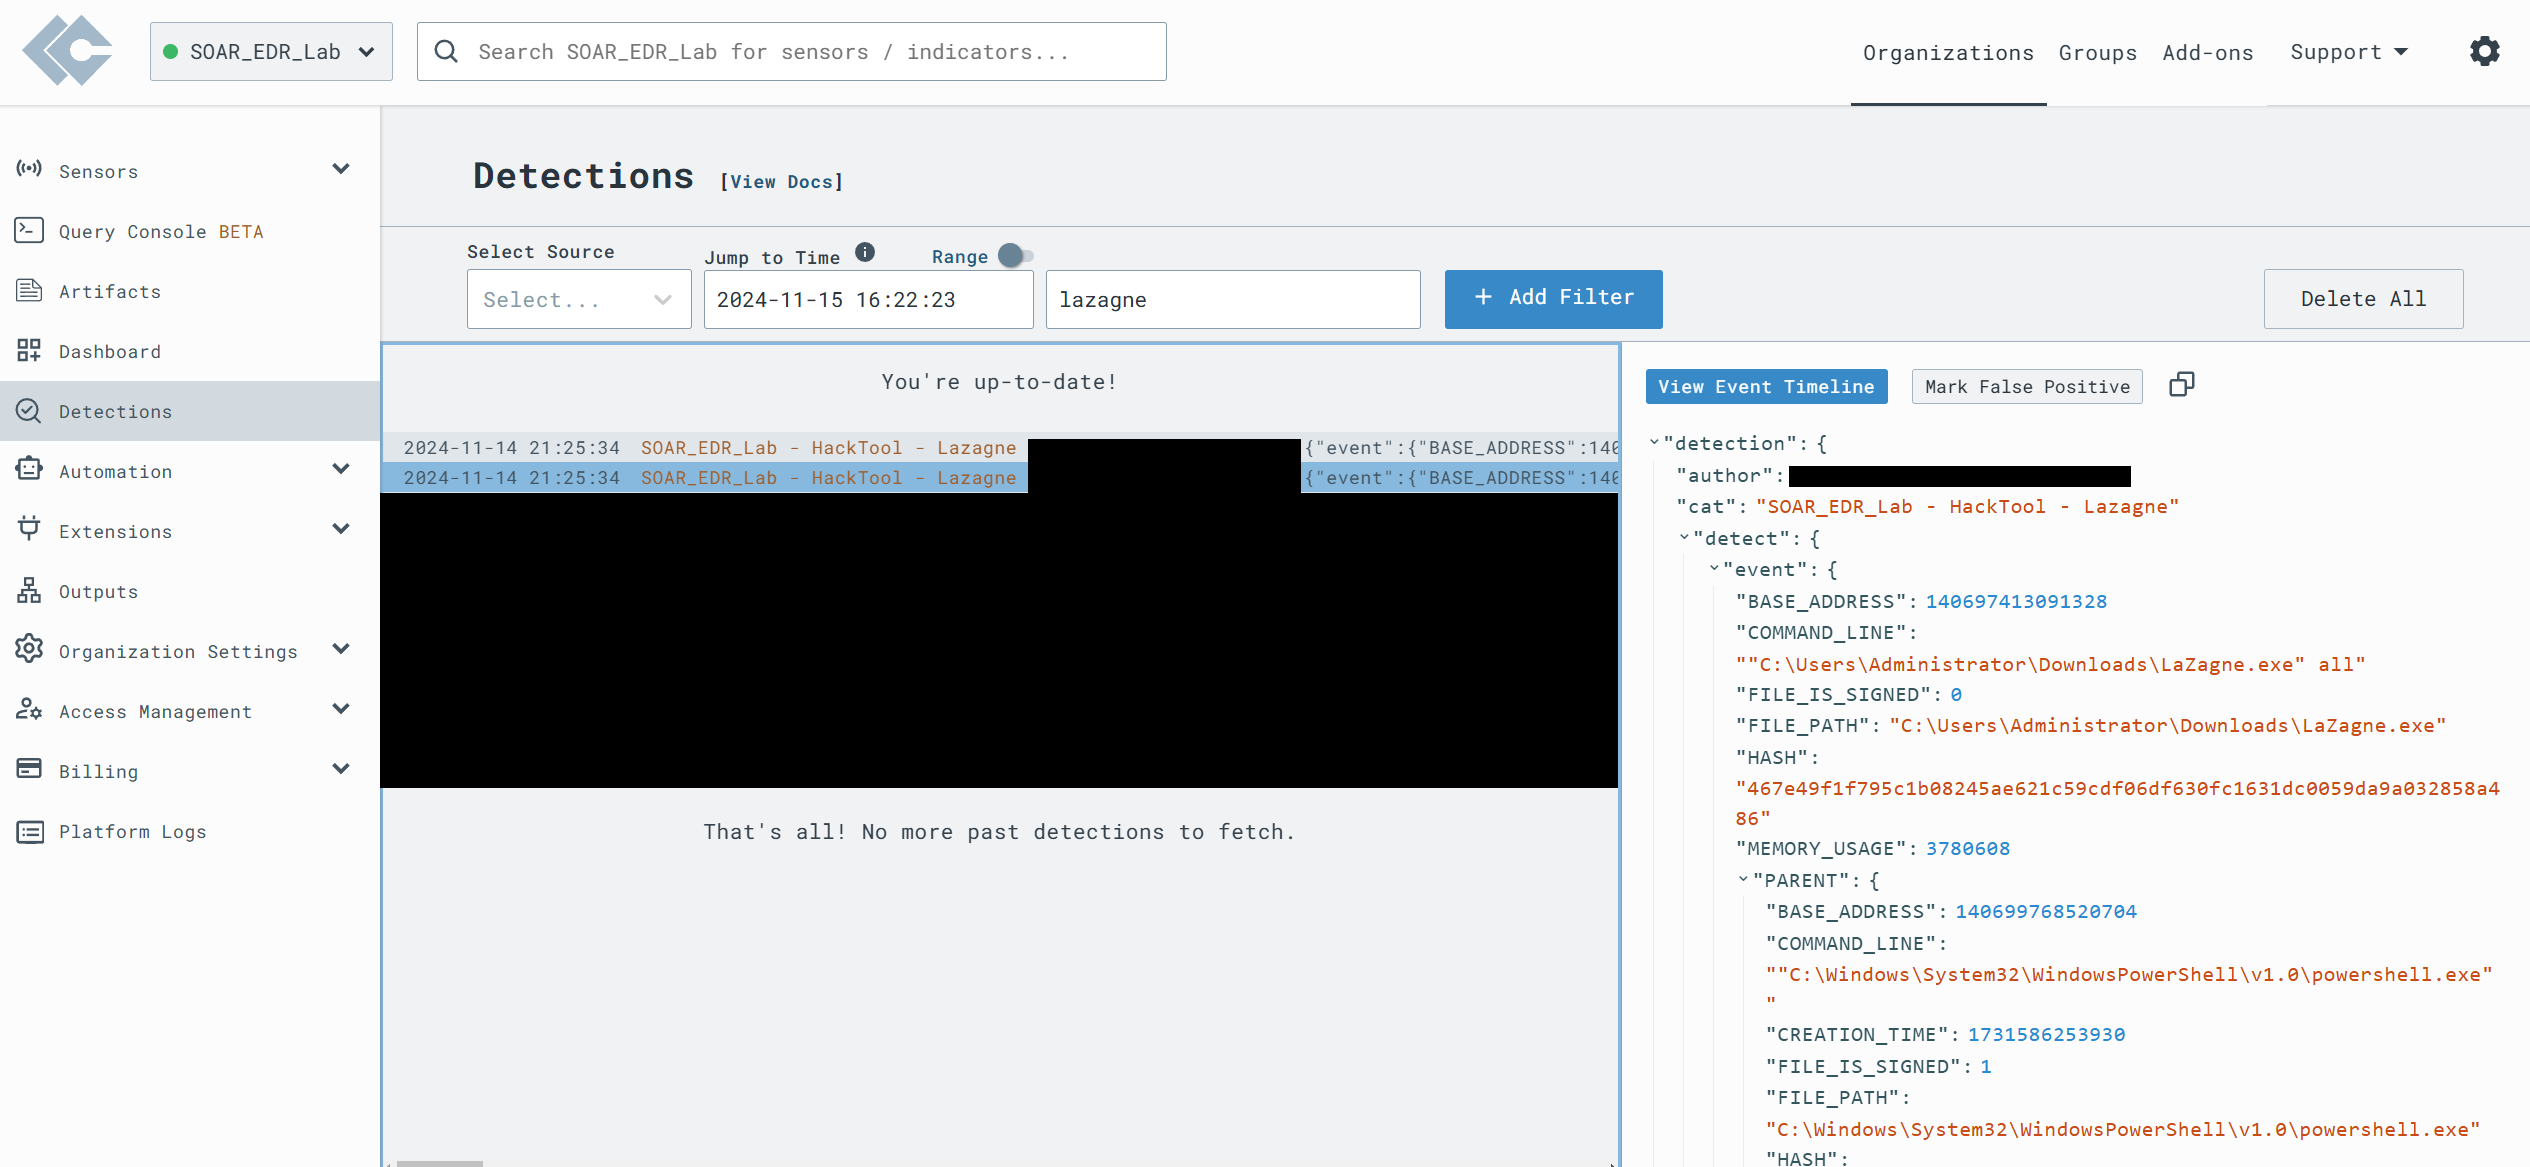 SOAR_EDR_Lab
Search SOAR_EDR_Lab for sensors / indicators...
Organizations
Groups
Add-ons
Support
Sensors
Query Console BETA
Artifacts
Dashboard
Detections
Automation
Extensions
Outputs
Organization Settings
Access Management
Billing
Platform Logs
Detections [View Docs]
Select Source
Jump to Time
Range
Select...
2024-11-15 16:22:23
lazagne
+ Add Filter
Delete All
You're up-to-date!
2024-11-14 21:25:34 SOAR_EDR_Lab - HackTool - Lazagne {"event":{"BASE_ADDRESS":140
2024-11-14 21:25:34 SOAR_EDR_Lab - HackTool - Lazagne {"event":{"BASE_ADDRESS":140
That's all! No more past detections to fetch.
View Event Timeline
Mark False Positive
"detection": {
"author":
"cat": "SOAR_EDR_Lab - HackTool - Lazagne"
"detect": {
"event": {
"BASE_ADDRESS": 140697413091328
"COMMAND_LINE":
""C:\Users\Administrator\Downloads\LaZagne.exe" all"
"FILE_IS_SIGNED": 0
"FILE_PATH": "C:\Users\Administrator\Downloads\LaZagne.exe"
"HASH":
"467e49f1f795c1b08245ae621c59cdf06df630fc1631dc0059da9a032858a4
86"
"MEMORY_USAGE": 3780608
"PARENT": {
"BASE_ADDRESS": 140699768520704
"COMMAND_LINE":
""C:\Windows\System32\WindowsPowerShell\v1.0\powershell.exe"
"
"CREATION_TIME": 1731586253930
"FILE_IS_SIGNED": 1
"FILE_PATH":
"C:\Windows\System32\WindowsPowerShell\v1.0\powershell.exe"
"HASH":